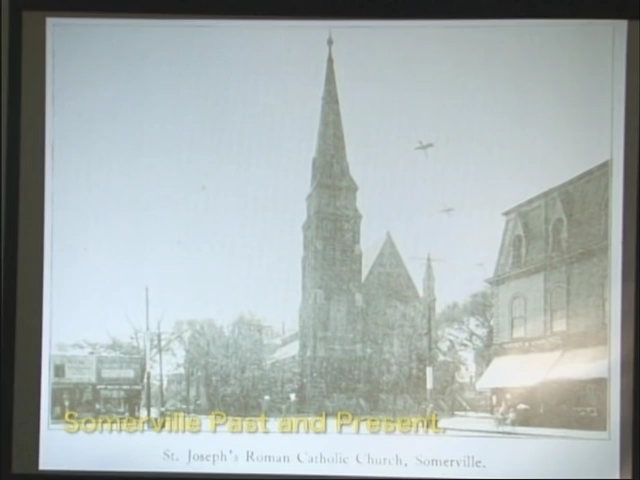 Somerville Past and Present.
St. Joseph's Roman Catholic Church, Somerville.